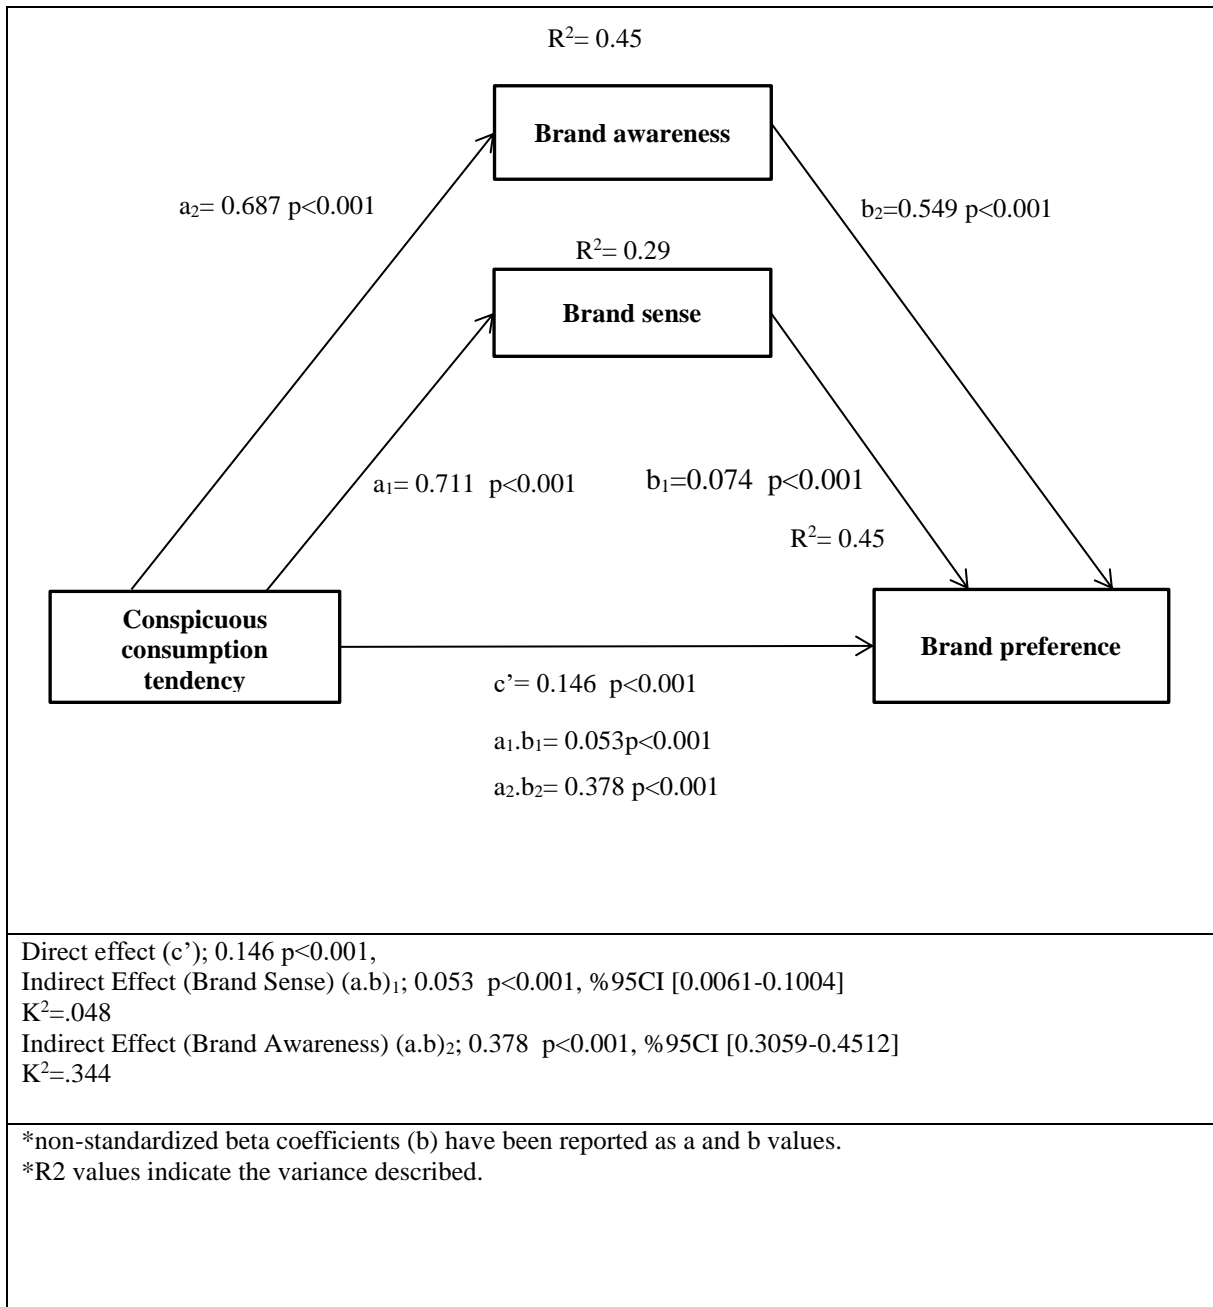 R²= 0.45
Brand awareness
a₂= 0.687 p<0.001
b₂=0.549 p<0.001
R²= 0.29
Brand sense
a₁= 0.711  p<0.001
b₁=0.074  p<0.001
R²= 0.45
Conspicuous
consumption
tendency
Brand preference
c’= 0.146  p<0.001
a₁.b₁= 0.053p<0.001
a₂.b₂= 0.378 p<0.001
Direct effect (c’); 0.146 p<0.001,
Indirect Effect (Brand Sense) (a.b)₁; 0.053  p<0.001, %95CI [0.0061-0.1004]
K²=.048
Indirect Effect (Brand Awareness) (a.b)₂; 0.378  p<0.001, %95CI [0.3059-0.4512]
K²=.344
*non-standardized beta coefficients (b) have been reported as a and b values.
*R2 values indicate the variance described.